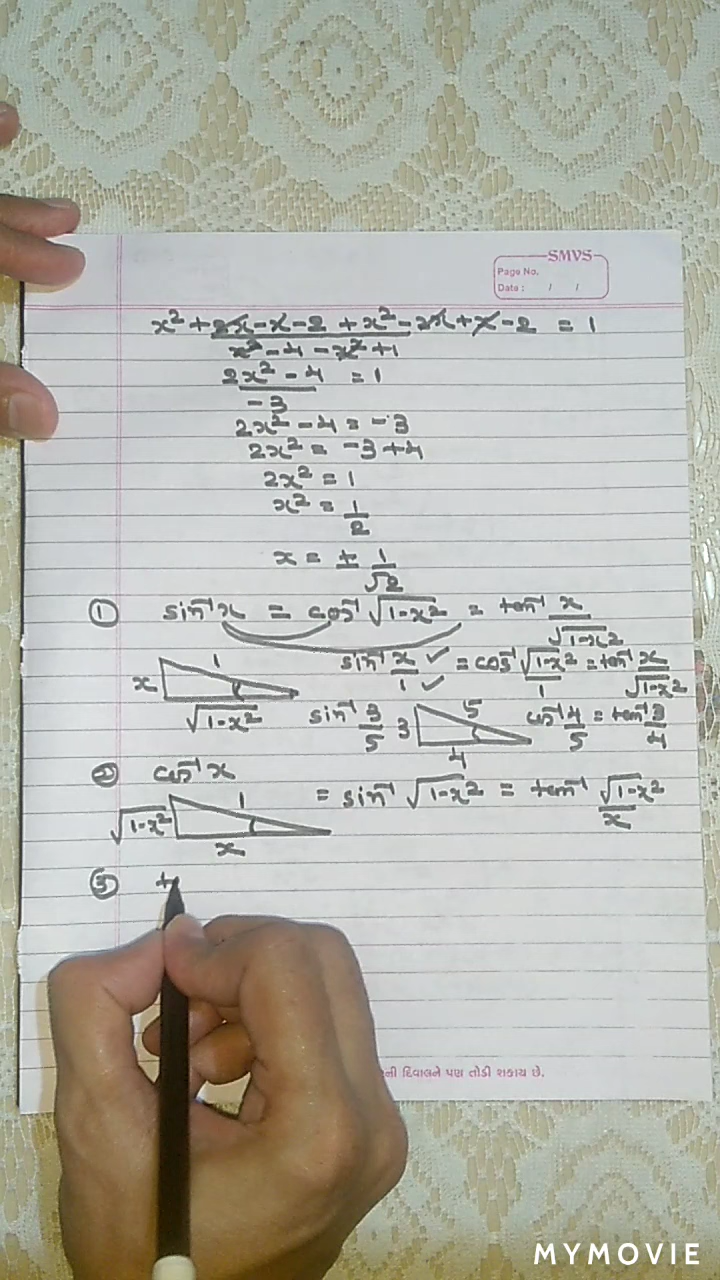 SMVS
Page No.
Date : / /
x² + 2x - x - 2 + x² - 2x + x - 2 = 1
x² - 4 - x² + 1
2x² - 4 = 1
-3
2x² - 4 = -3
2x² = -3 + 4
2x² = 1
x² = 1/2
x = ± 1/√2
① sin⁻¹x = cos⁻¹ √1-x² = tan⁻¹ x/√1-x²
x 1 √1-x² sin⁻¹ x/1 ✓ ✓ = cos⁻¹ √1-x²/1 = tan⁻¹ x/√1-x²
sin⁻¹ 3/5 3 5 4 cos⁻¹ 4/5 = tan⁻¹ 3/4
② cos⁻¹x
√1-x² 1 x = sin⁻¹ √1-x² = tan⁻¹ √1-x²/x
③ t
ની દિવાલને પણ તોડી શકાય છે.
MYMOVIE